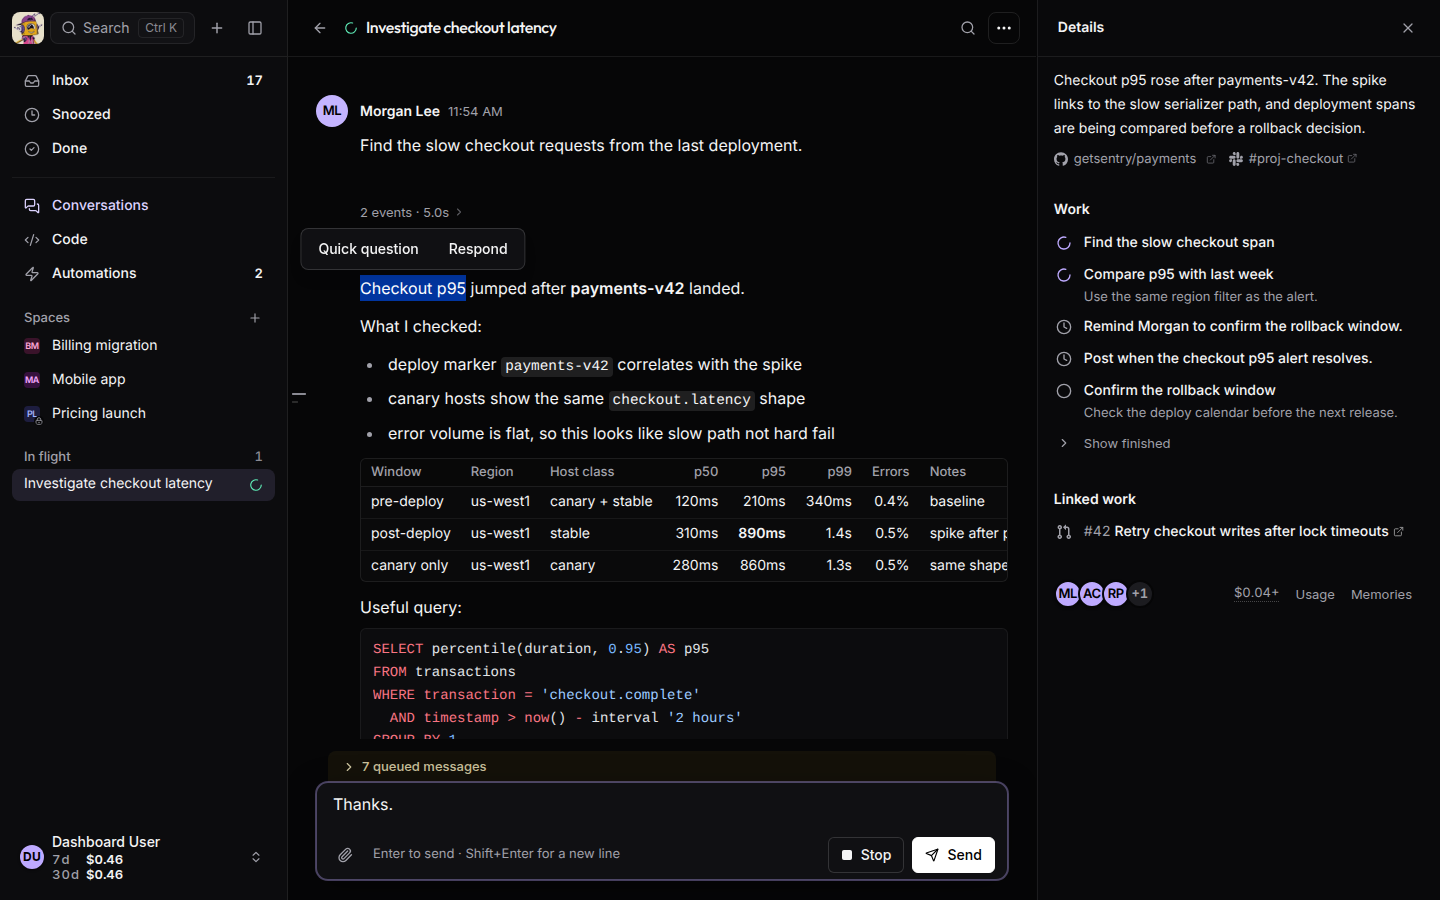 Search Ctrl K
Inbox 17
Snoozed
Done
Conversations
Code
Automations 2
Spaces
BM Billing migration
MA Mobile app
PL Pricing launch
In flight 1
Investigate checkout latency
DU Dashboard User
7d $0.46
30d $0.46
Investigate checkout latency
ML Morgan Lee 11:54 AM
Find the slow checkout requests from the last deployment.
2 events · 5.0s
Quick question Respond
Checkout p95 jumped after payments-v42 landed.
What I checked:
• deploy marker payments-v42 correlates with the spike
• canary hosts show the same checkout.latency shape
• error volume is flat, so this looks like slow path not hard fail
Window Region Host class p50 p95 p99 Errors Notes
pre-deploy us-west1 canary + stable 120ms 210ms 340ms 0.4% baseline
post-deploy us-west1 stable 310ms 890ms 1.4s 0.5% spike after
canary only us-west1 canary 280ms 860ms 1.3s 0.5% same shape
Useful query:
SELECT percentile(duration, 0.95) AS p95
FROM transactions
WHERE transaction = 'checkout.complete'
AND timestamp > now() - interval '2 hours'
GROUP BY 1
7 queued messages
Thanks.
Enter to send · Shift+Enter for a new line
Stop
Send
Details
Checkout p95 rose after payments-v42. The spike
links to the slow serializer path, and deployment spans
are being compared before a rollback decision.
getsentry/payments #proj-checkout
Work
Find the slow checkout span
Compare p95 with last week
Use the same region filter as the alert.
Remind Morgan to confirm the rollback window.
Post when the checkout p95 alert resolves.
Confirm the rollback window
Check the deploy calendar before the next release.
Show finished
Linked work
#42 Retry checkout writes after lock timeouts
ML AC RP +1 $0.04+ Usage Memories